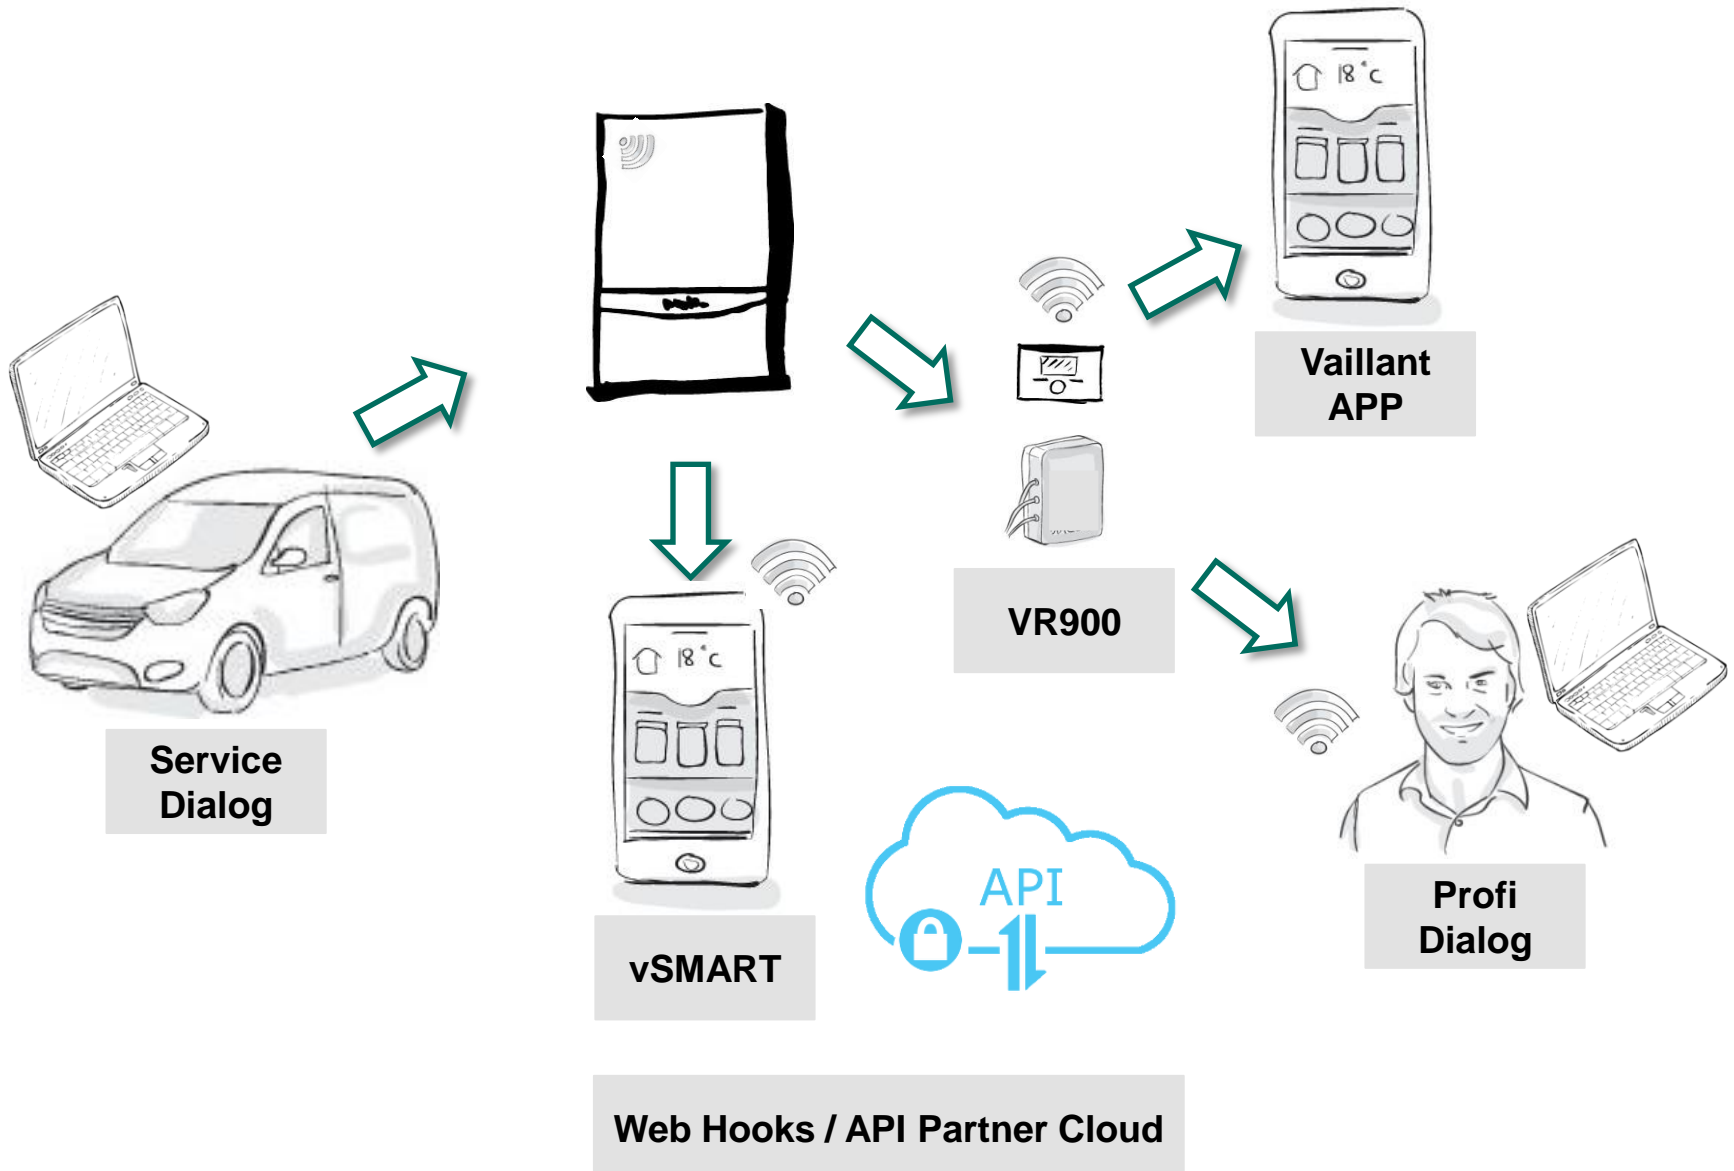 18°C
Vaillant
APP
VR900
18°C
Service
Dialog
API
Profi
Dialog
vSMART
Web Hooks / API Partner Cloud